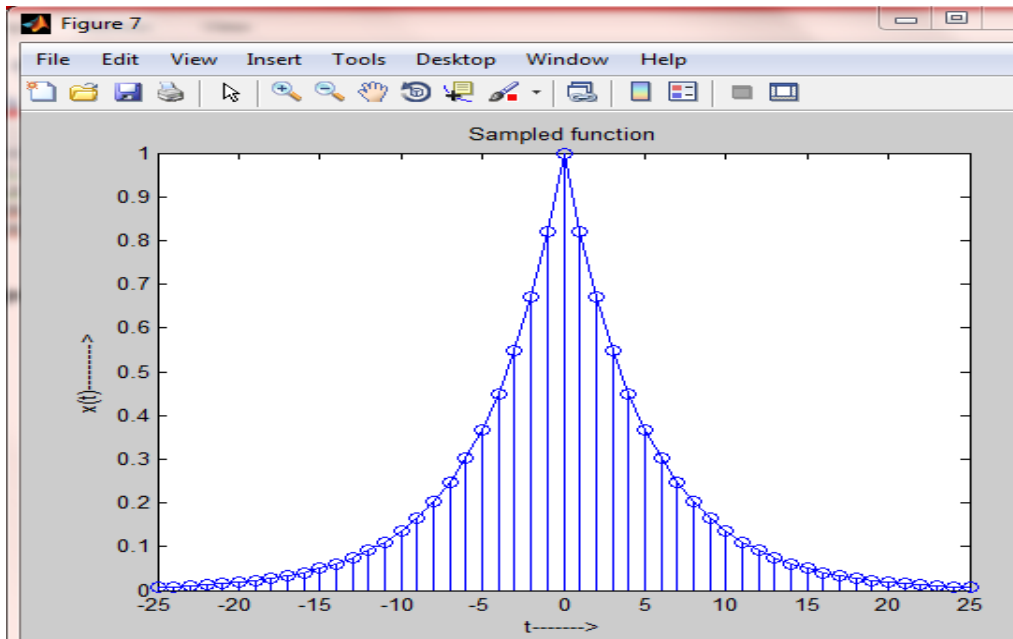 Figure 7
File Edit View Insert Tools Desktop Window Help
Sampled function
1
0.9
0.8
0.7
0.6
0.5
0.4
0.3
0.2
0.1
0
x(t)--------->
-25 -20 -15 -10 -5 0 5 10 15 20 25
t------->